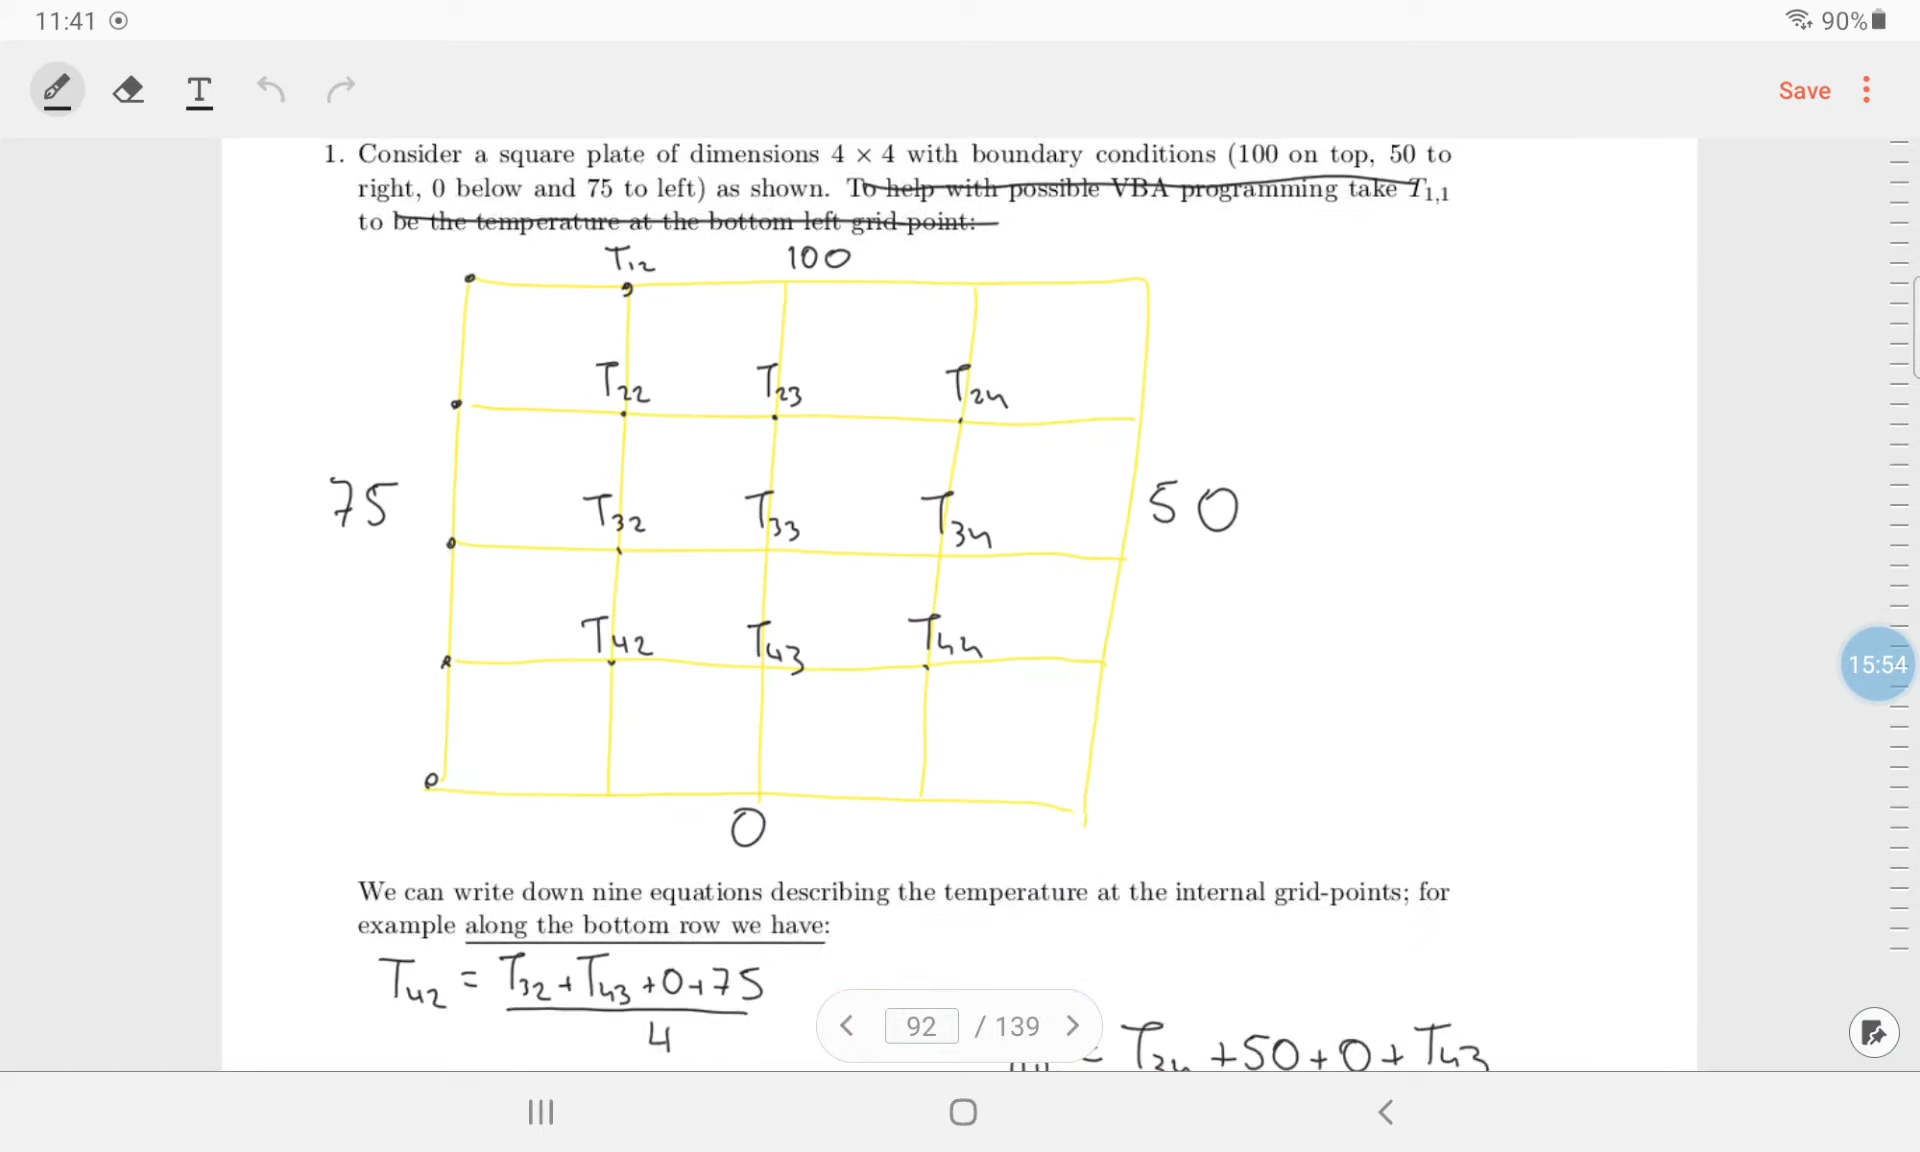 11:41
90%
T
Save
1. Consider a square plate of dimensions 4 × 4 with boundary conditions (100 on top, 50 to
right, 0 below and 75 to left) as shown. To help with possible VBA programming take T1,1
to be the temperature at the bottom left grid-point:
T12 100
T22 T23 T24
75 T32 T33 T34 50
T42 T43 T44
15:54
0
We can write down nine equations describing the temperature at the internal grid-points; for
example along the bottom row we have:
T42 = T32 + T43 + 0 + 75
4
92 / 139
= T34 + 50 + 0 + T43